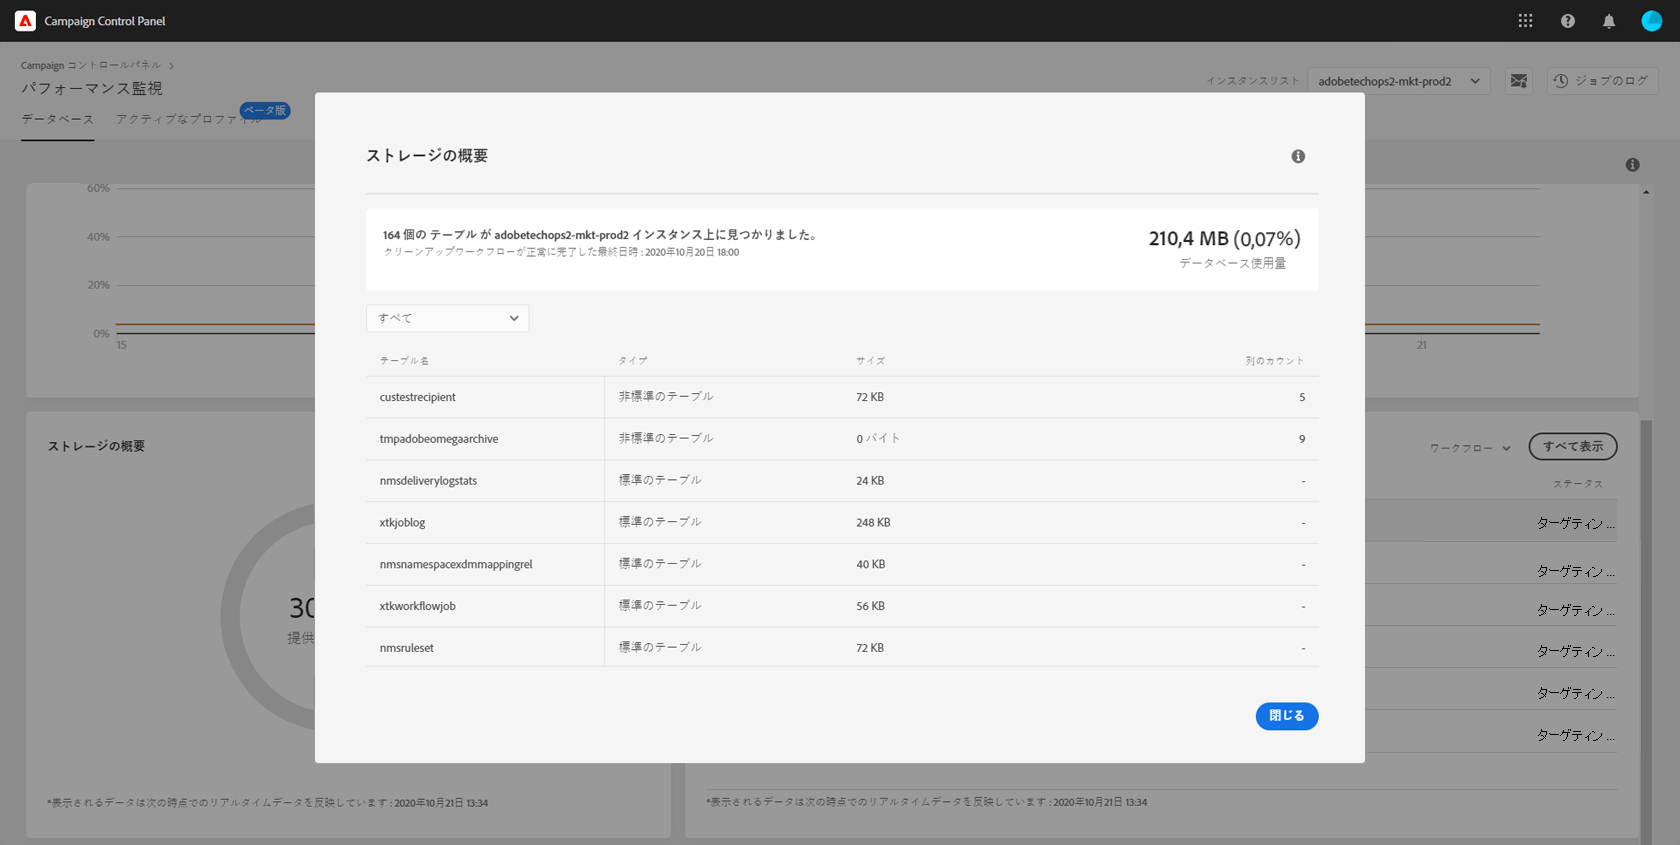 Campaign Control Panel
Campaign コントロールパネル
パフォーマンス監視
インスタンスリスト
adobetechops2-mkt-prod2
ジョブのログ
データベース
アクティブなプロファイル
ベータ版
60%
40%
20%
0%
15
21
ストレージの概要
164 個の テーブル が adobetechops2-mkt-prod2 インスタンス上に見つかりました。
クリーンアップワークフローが正常に完了した最終日時 : 2020年10月20日 18:00
210,4 MB (0,07%)
データベース使用量
すべて
テーブル名 タイプ サイズ 列のカウント
custestrecipient 非標準のテーブル 72 KB 5
tmpadobeomegaarchive 非標準のテーブル 0 バイト 9
nmsdeliverylogstats 標準のテーブル 24 KB -
xtkjoblog 標準のテーブル 248 KB -
nmsnamespacexdmmappingrel 標準のテーブル 40 KB -
xtkworkflowjob 標準のテーブル 56 KB -
nmsruleset 標準のテーブル 72 KB -
閉じる
ストレージの概要
30
提供
*表示されるデータは次の時点でのリアルタイムデータを反映しています : 2020年10月21日 13:34
ワークフロー
すべて表示
ステータス
ターゲティン ...
ターゲティン ...
ターゲティン ...
ターゲティン ...
ターゲティン ...
ターゲティン ...
*表示されるデータは次の時点でのリアルタイムデータを反映しています : 2020年10月21日 13:34